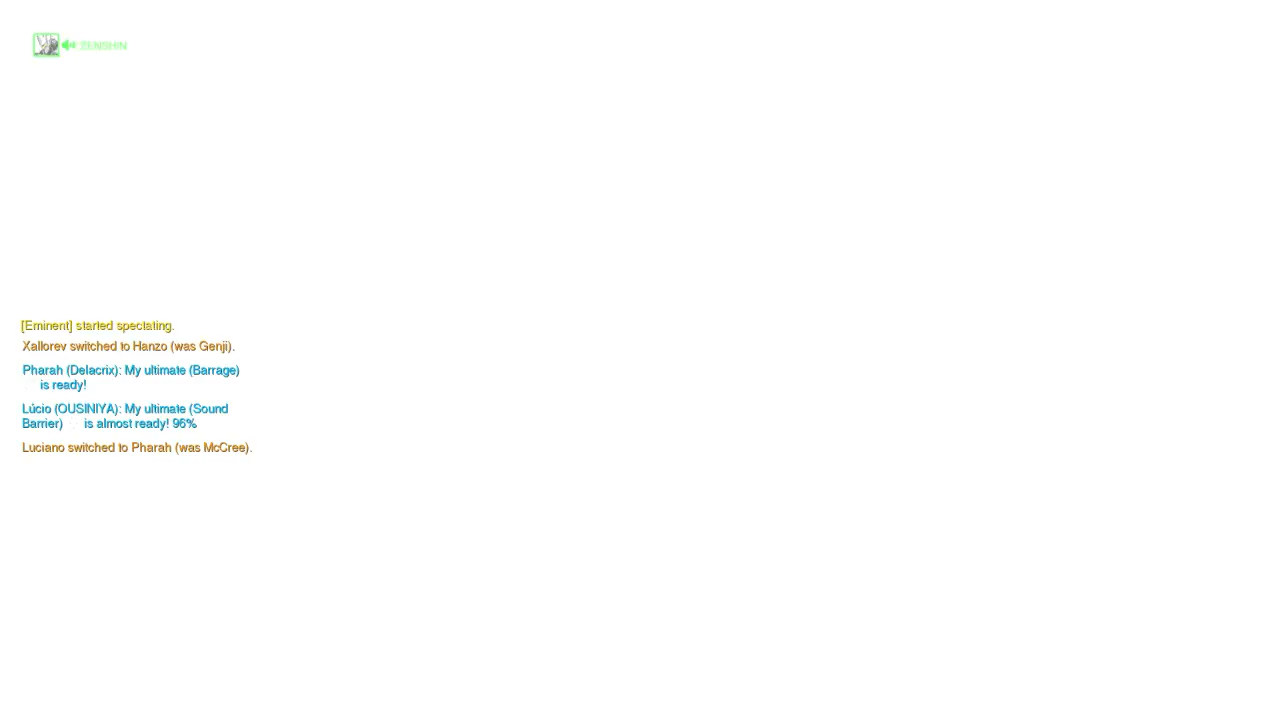 ZENSHIN
[Eminent] started spectating.
Xallorev switched to Hanzo (was Genji).
Pharah (Delacrix): My ultimate (Barrage)
is ready!
Lúcio (OUSINIYA): My ultimate (Sound
Barrier) is almost ready! 96%
Luciano switched to Pharah (was McCree).